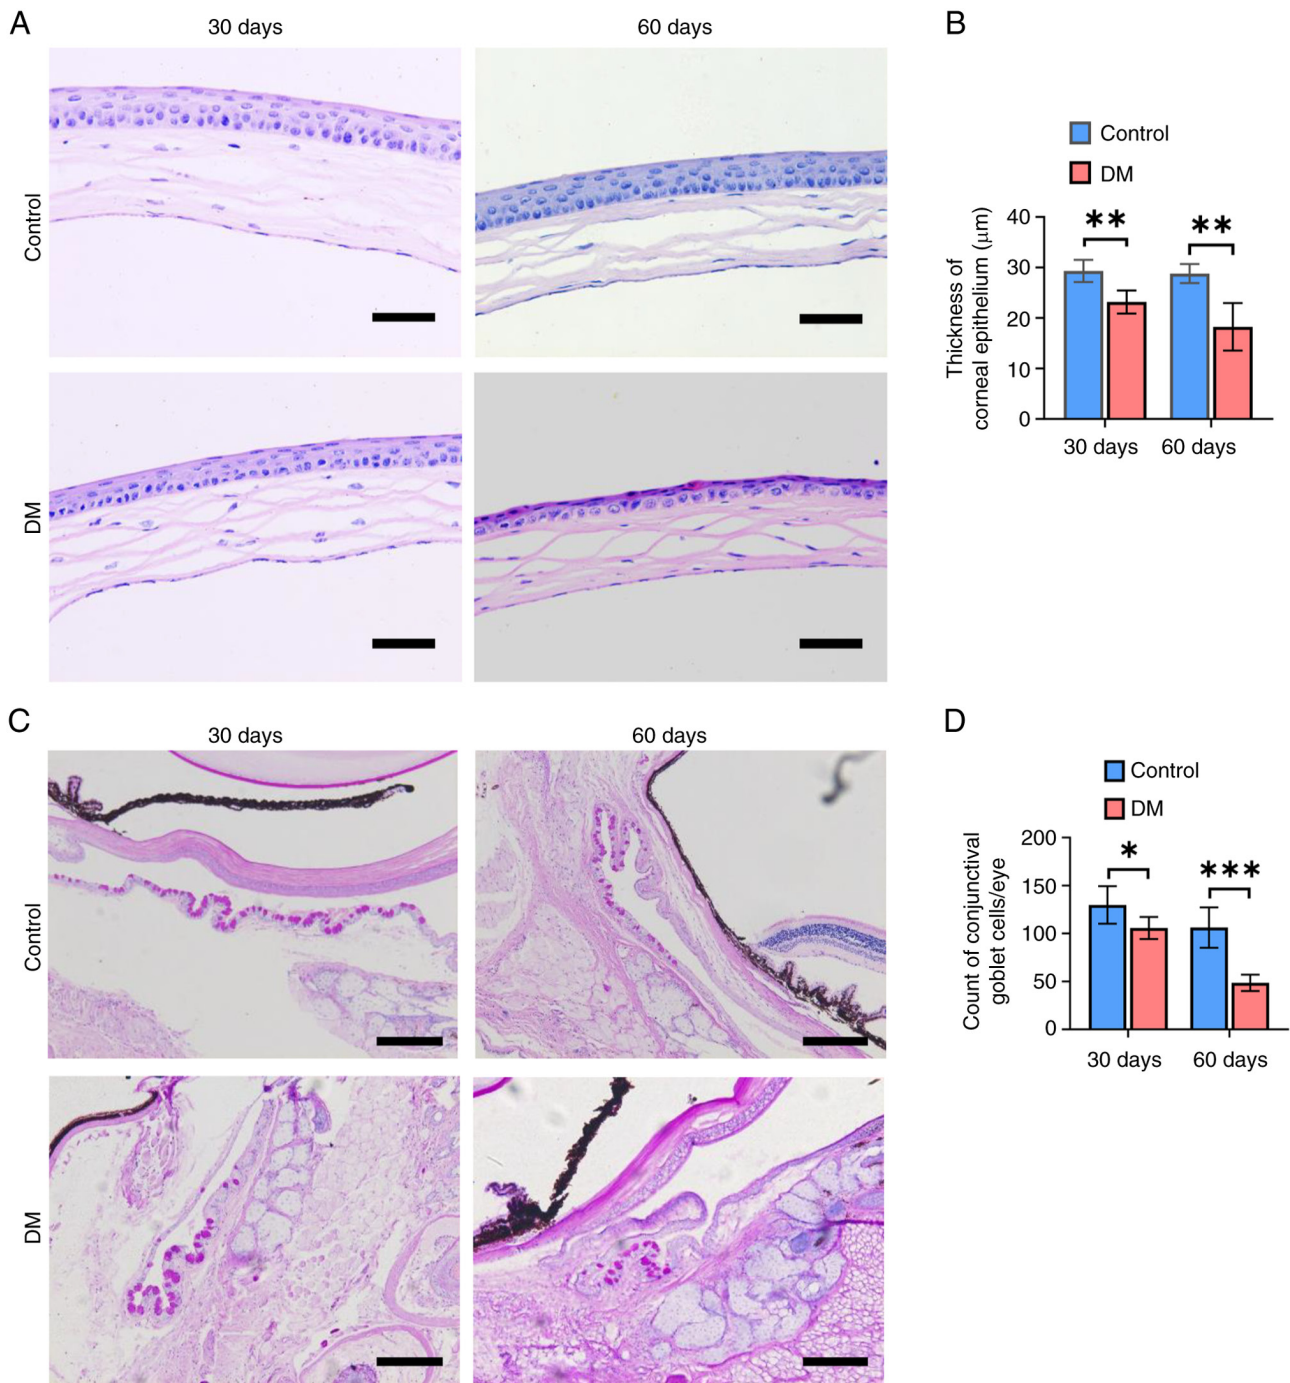 A
30 days
60 days
Control
DM
B
Control
DM
**
**
Thickness of
corneal epithelium (μm)
40
30
20
10
0
30 days
60 days
C
30 days
60 days
Control
DM
D
Control
DM
*
***
Count of conjunctival
goblet cells/eye
200
150
100
50
0
30 days
60 days